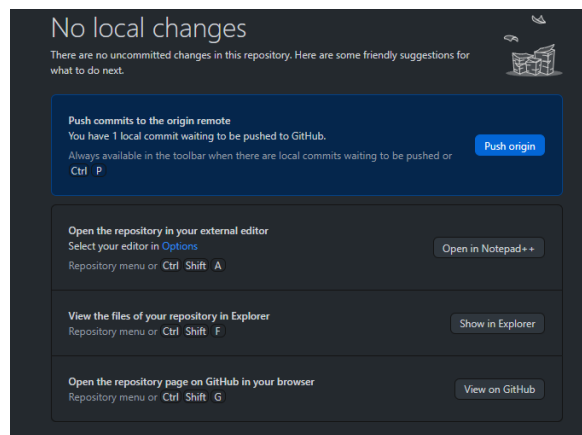 No local changes
There are no uncommitted changes in this repository. Here are some friendly suggestions for
what to do next.
Push commits to the origin remote
You have 1 local commit waiting to be pushed to GitHub.
Push origin
Always available in the toolbar when there are local commits waiting to be pushed or
Ctrl P
Open the repository in your external editor
Select your editor in Options
Open in Notepad++
Repository menu or Ctrl Shift A
View the files of your repository in Explorer
Show in Explorer
Repository menu or Ctrl Shift F
Open the repository page on GitHub in your browser
View on GitHub
Repository menu or Ctrl Shift G